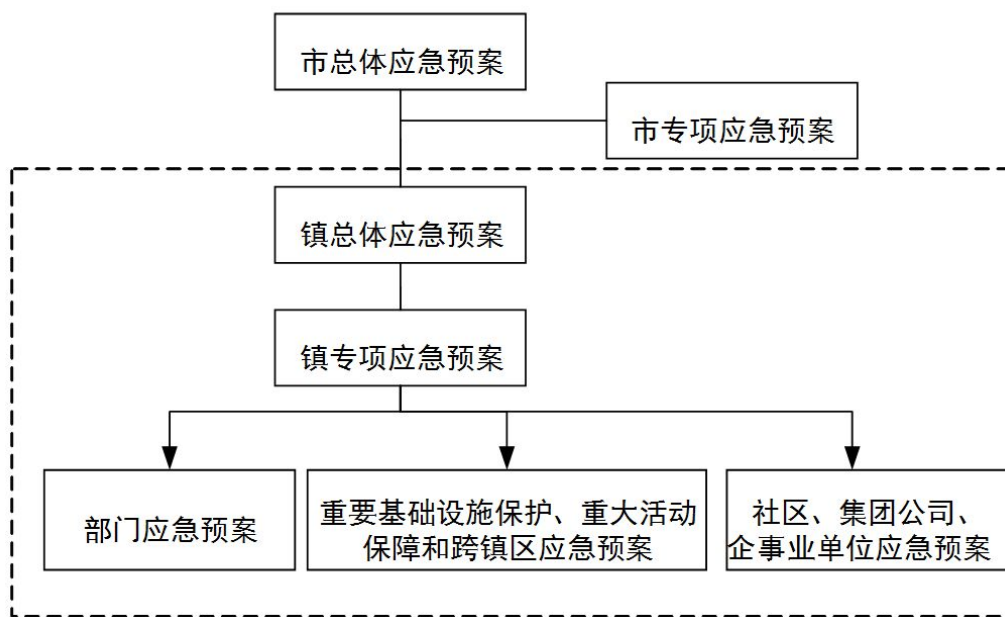 市总体应急预案
市专项应急预案
镇总体应急预案
镇专项应急预案
部门应急预案
重要基础设施保护、重大活动
保障和跨镇区应急预案
社区、集团公司、
企事业单位应急预案